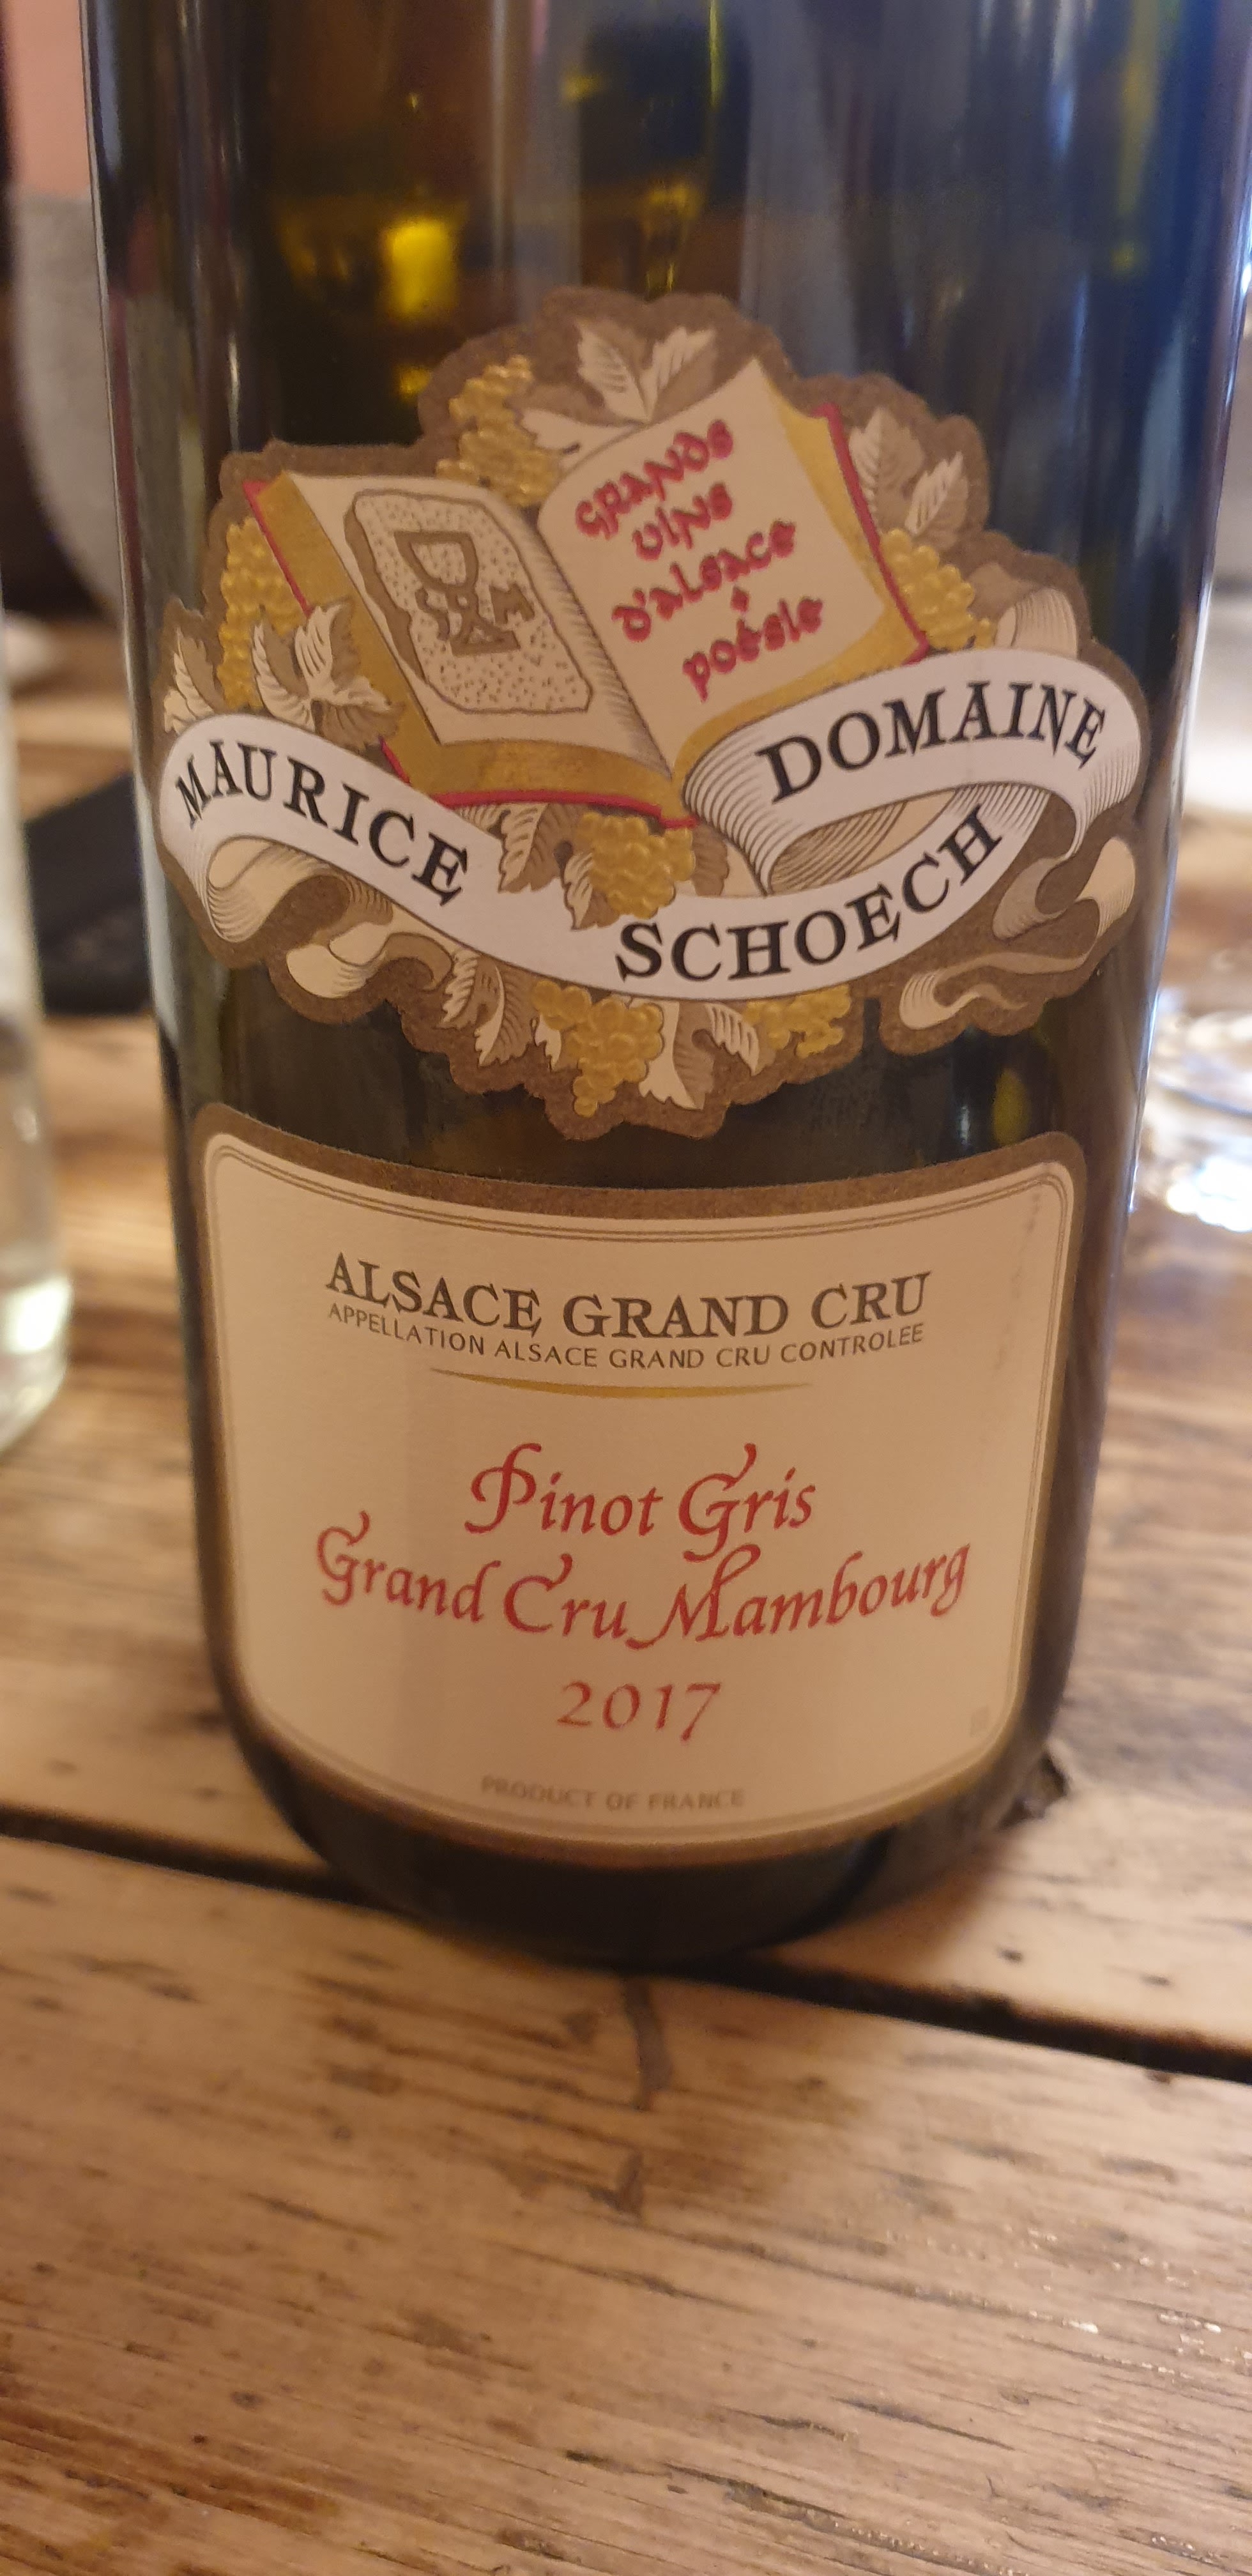 GRANDS
VINS
D'ALSACE
+
POÉSIE
DOMAINE
MAURICE SCHOECH
ALSACE GRAND CRU
APPELLATION ALSACE GRAND CRU CONTROLEE
Pinot Gris
Grand Cru Mambourg
2017
PRODUCT OF FRANCE